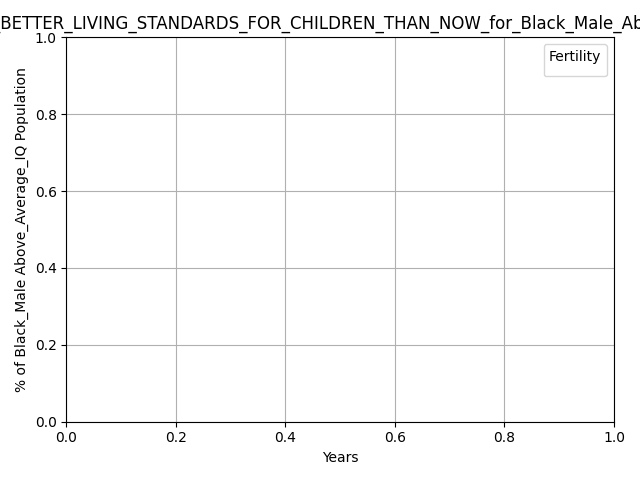 _BETTER_LIVING_STANDARDS_FOR_CHILDREN_THAN_NOW_for_Black_Male_Ab
Fertility
1.0
0.8
0.6
0.4
0.2
0.0
% of Black_Male Above_Average_IQ Population
0.0 0.2 0.4 0.6 0.8 1.0
Years